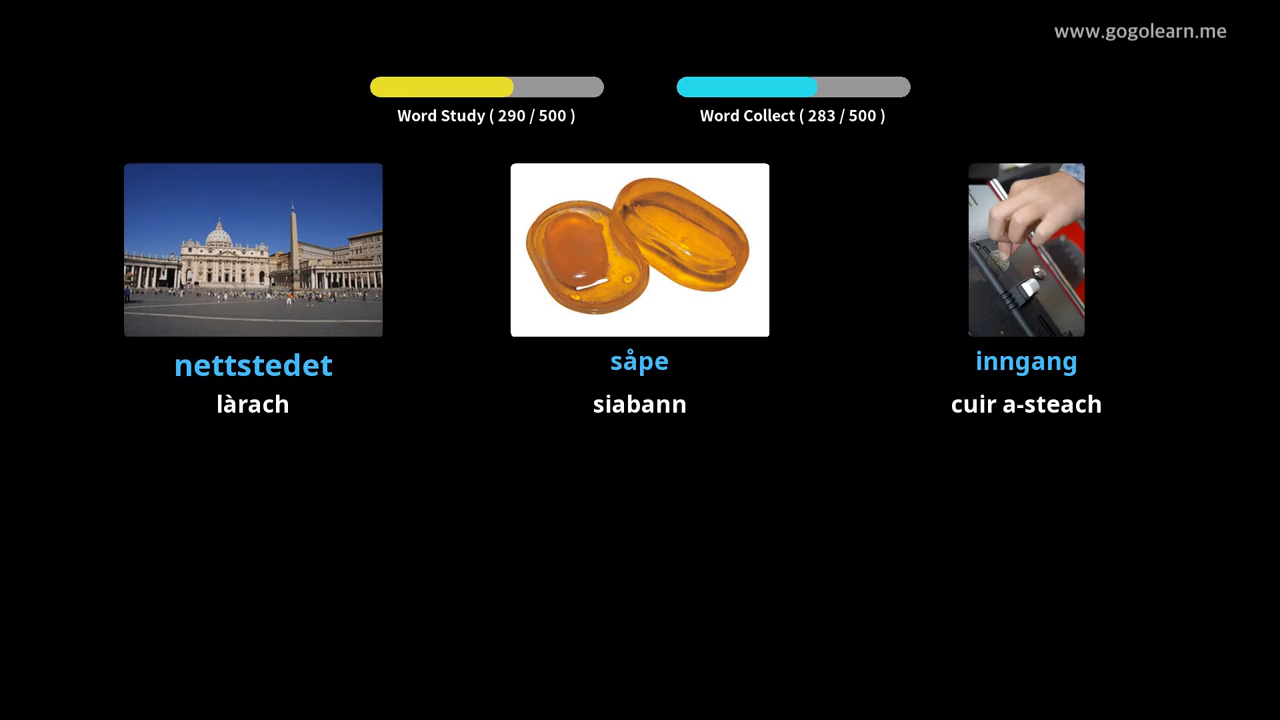 www.gogolearn.me
Word Study ( 290 / 500 )
Word Collect ( 283 / 500 )
nettstedet
såpe
inngang
làrach
siabann
cuir a-steach